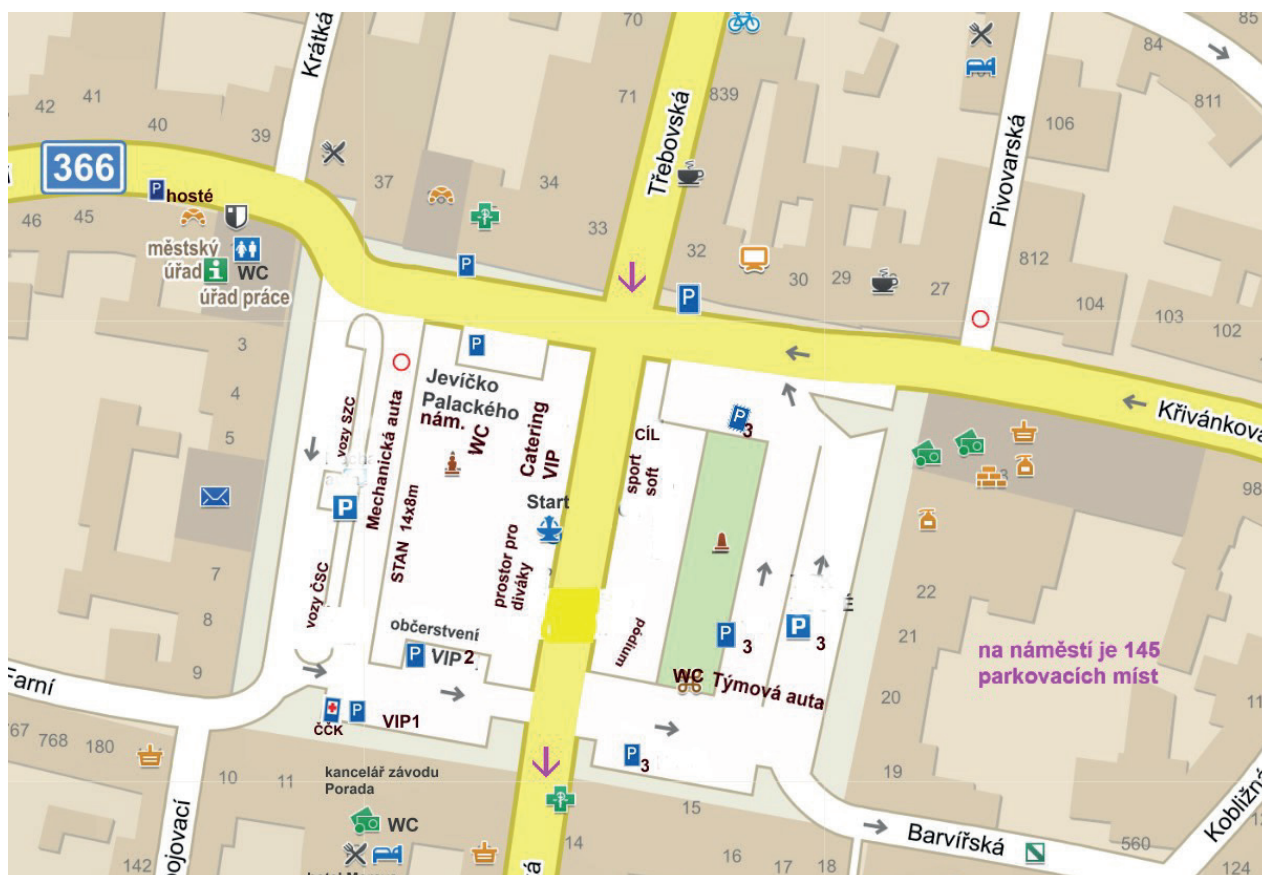 70
85
84
Krátká
42
41
40
39
71
839
811
106
366
hosté
37
34
Třebovská
Pivovarská
46
45
33
32
812
městský
úřad
WC
úřad práce
30
29
27
104
103
102
3
4
5
Jevíčko
Palackého
nám.
WC
Catering
VIP
CÍL
sport
soft
3
Křivánkova
vozy SZC
Mechanická auta
STAN 14x8m
Start
prostor pro
diváky
98
7
8
9
vozy ČSC
občerstvení
VIP 2
pódium
3
3
22
21
20
19
na náměstí je 145
parkovacích míst
WC
Týmová auta
Farní
767
768
180
ČČK
VIP1
3
10
11
kancelář závodu
Porada
WC
14
15
16
17
18
Barvířská
560
Kobližná
124
142